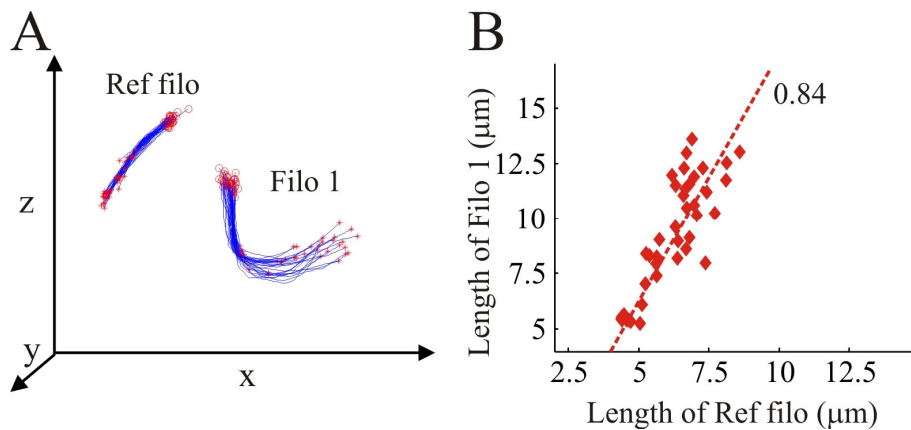 A
Ref filo
Filo 1
z
y
x
B
0.84
Length of Filo 1 (μm)
15
12.5
10
7.5
5
2.5 5 7.5 10 12.5
Length of Ref filo (μm)